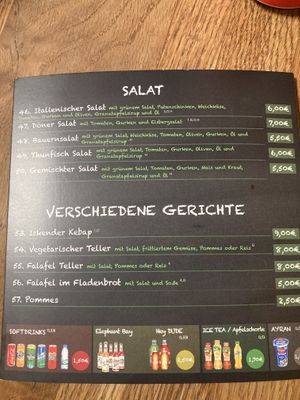 SALAT
46. Italienischer Salat mit grünem Salat, Putenschinken, Weichkäse, 6,00€
Gurken und Oliven, Granatapfelsirup und Öl
47. Döner Salat mit Tomaten, Gurken und Eisbergsalat 7,00€
48. Bauernsalat mit grünem Salat, Weichkäse, Tomaten, Oliven, Gurken, Öl und 5,50€
Granatapfelsirup
49. Thunfisch Salat mit grünem Salat, Tomaten, Gurken, Oliven, Öl und 6,00€
Granatapfelsirup
50. Gemischter Salat mit grünem Salat, Tomaten, Gurken, Mais und Kraut, 5,50€
Granatapfelsirup und Öl
VERSCHIEDENE GERICHTE
53. Iskender Kebap 9,00€
54. Vegetarischer Teller mit Salat, frittiertem Gemüse, Pommes oder Reis 8,00€
55. Falafel Teller mit Salat, Pommes oder Reis 8,00€
56. Falafel im Fladenbrot mit Salat und Soße 5,00€
57. Pommes 2,50€
SOFTDRINKS Elephant Bay Hey DUDE ICE TEA / Apfelschorle AYRAN
1,50€ 1,70€